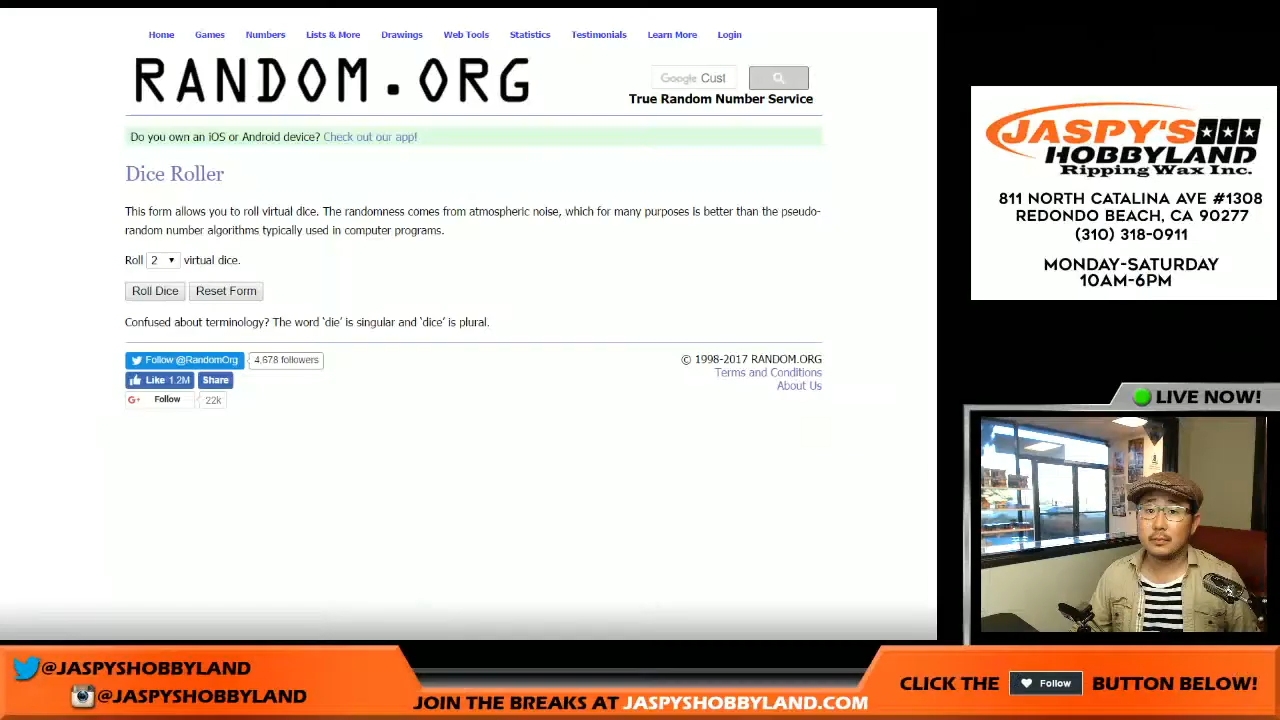 Home Games Numbers Lists & More Drawings Web Tools Statistics Testimonials Learn More Login
RANDOM.ORG
Google Cust
True Random Number Service
Do you own an iOS or Android device? Check out our app!
Dice Roller
This form allows you to roll virtual dice. The randomness comes from atmospheric noise, which for many purposes is better than the pseudo-
random number algorithms typically used in computer programs.
Roll 2 virtual dice.
Roll Dice Reset Form
Confused about terminology? The word ‘die’ is singular and ‘dice’ is plural.
Follow @RandomOrg 4,678 followers
Like 1.2M Share
G+ Follow 22k
© 1998-2017 RANDOM.ORG
Terms and Conditions
About Us
JASPY'S
HOBBYLAND
Ripping Wax Inc.
811 NORTH CATALINA AVE #1308
REDONDO BEACH, CA 90277
(310) 318-0911
MONDAY-SATURDAY
10AM-6PM
LIVE NOW!
@JASPYSHOBBYLAND
@JASPYSHOBBYLAND
JOIN THE BREAKS AT JASPYSHOBBYLAND.COM
CLICK THE Follow BUTTON BELOW!